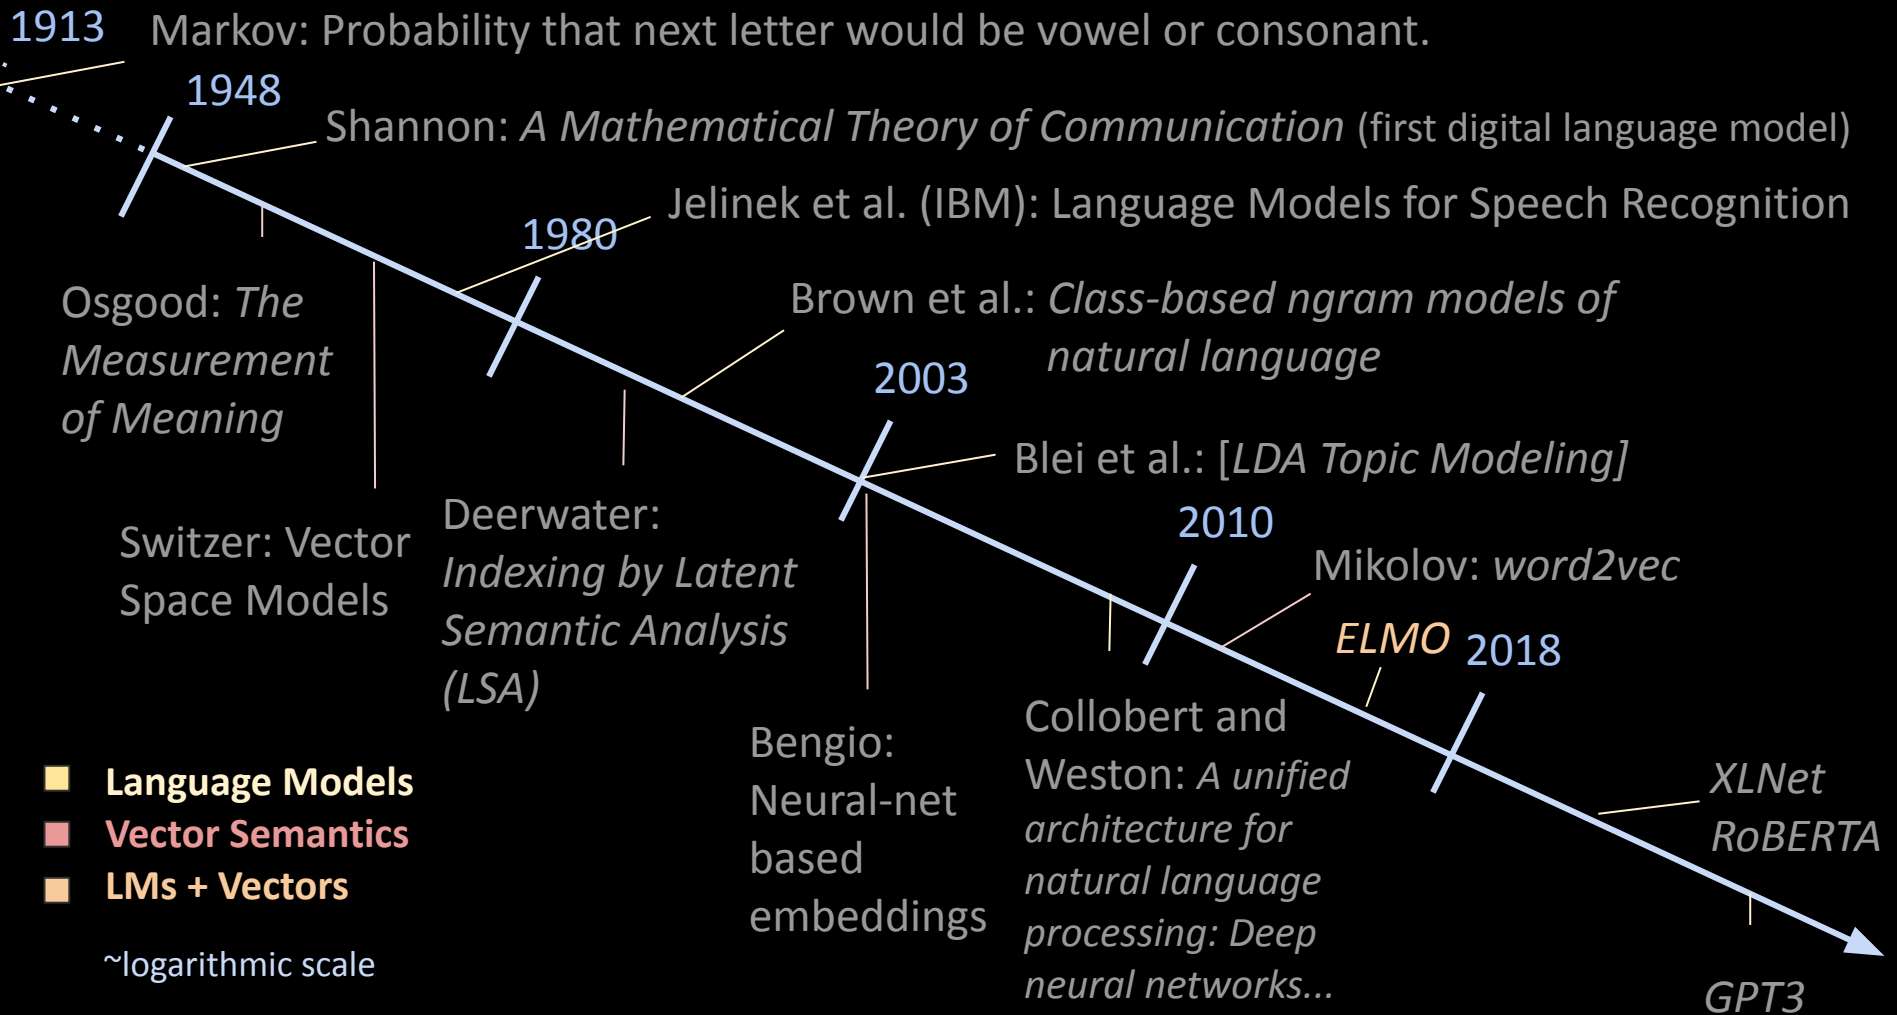 1913
Markov: Probability that next letter would be vowel or consonant.
1948
Shannon: A Mathematical Theory of Communication (first digital language model)
Jelinek et al. (IBM): Language Models for Speech Recognition
1980
Osgood: The
Measurement
of Meaning
Brown et al.: Class-based ngram models of
natural language
2003
Blei et al.: [LDA Topic Modeling]
Switzer: Vector
Space Models
Deerwater:
Indexing by Latent
Semantic Analysis
(LSA)
2010
Mikolov: word2vec
ELMO
2018
Bengio:
Neural-net
based
embeddings
Collobert and
Weston: A unified
architecture for
natural language
processing: Deep
neural networks...
XLNet
RoBERTA
GPT3
Language Models
Vector Semantics
LMs + Vectors
~logarithmic scale